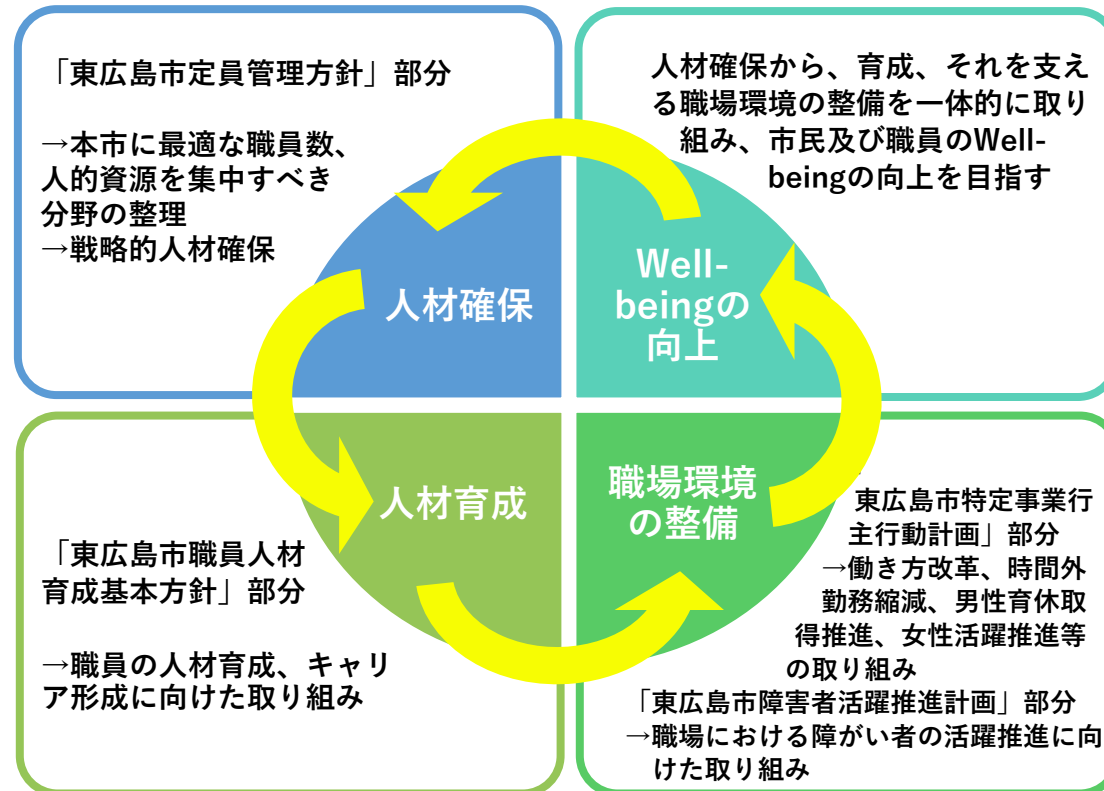 「東広島市定員管理方針」部分
→本市に最適な職員数、
人的資源を集中すべき
分野の整理
→戦略的人材確保
人材確保から、育成、それを支え
る職場環境の整備を一体的に取り
組み、市民及び職員のWell-
beingの向上を目指す
人材確保
Well-
beingの
向上
人材育成
職場環境
の整備
「東広島市職員人材
育成基本方針」部分
→職員の人材育成、キャリ
ア形成に向けた取り組み
東広島市特定事業行
主行動計画」部分
→働き方改革、時間外
勤務縮減、男性育休取
得推進、女性活躍推進等
の取り組み
「東広島市障害者活躍推進計画」部分
→職場における障がい者の活躍推進に向
けた取り組み